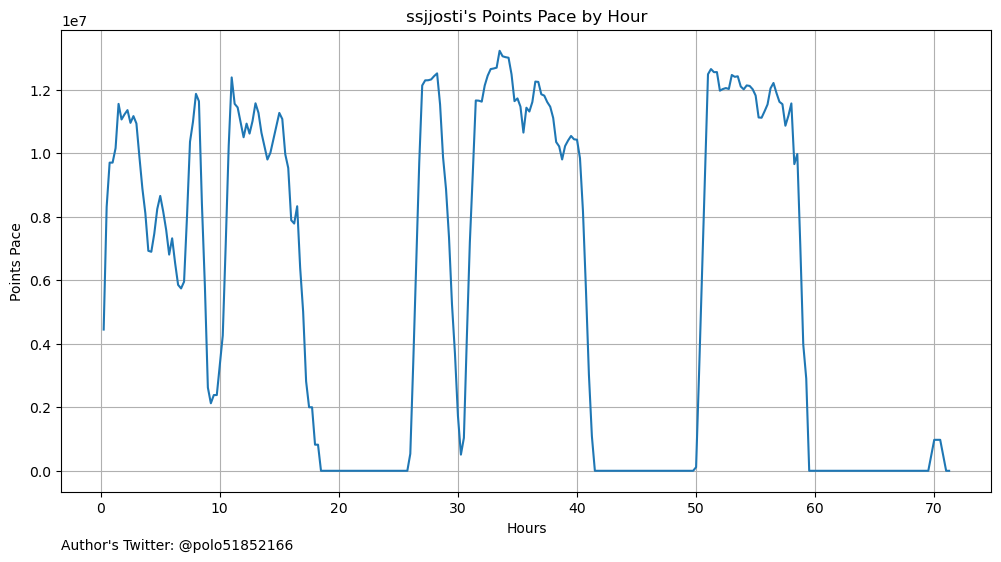 ssjjosti's Points Pace by Hour
1e7
1.2
1.0
0.8
0.6
0.4
0.2
0.0
Points Pace
0 10 20 30 40 50 60 70
Hours
Author's Twitter: @polo51852166